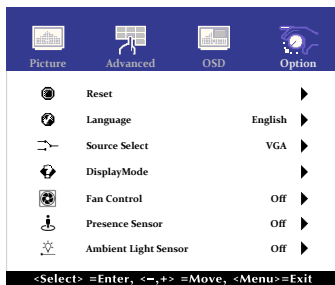 Picture Advanced OSD Option
Reset
Language English
Source Select VGA
DisplayMode
Fan Control Off
Presence Sensor Off
Ambient Light Sensor Off
<Select> =Enter, <−,+> =Move, <Menu>=Exit